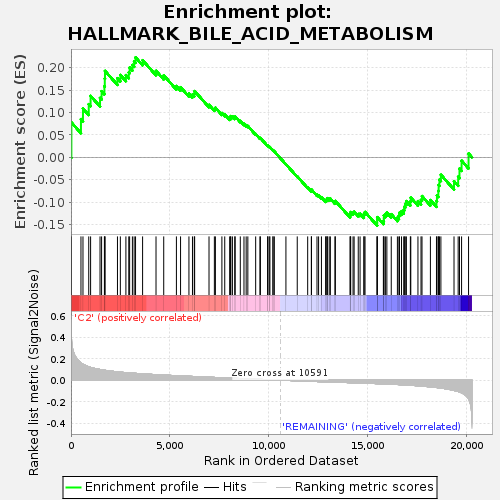 Enrichment plot:
HALLMARK_BILE_ACID_METABOLISM
Enrichment score (ES)
0.20
0.15
0.10
0.05
0.00
-0.05
-0.10
-0.15
'C2' (positively correlated)
Ranked list metric (Signal2Noise)
0.6
0.4
0.2
0.0
-0.2
-0.4
Zero cross at 10591
'REMAINING' (negatively correlated)
0
5,000
10,000
15,000
20,000
Rank in Ordered Dataset
Enrichment profile
Hits
Ranking metric scores